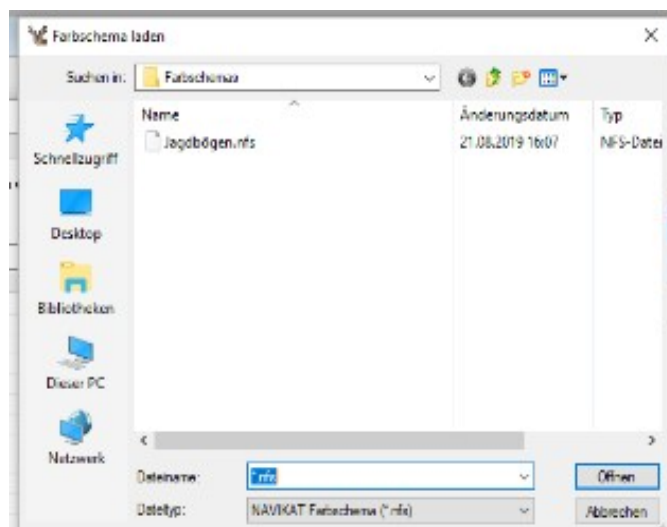 Farbschema laden
Suchen in: Farbschemas
Name Änderungsdatum Typ
Jagdbögen.nfs 21.08.2019 16:07 NFS-Datei
Schnellzugriff
Desktop
Bibliotheken
Dieser PC
Netzwerk
Dateiname: *.nfs Öffnen
Dateityp: NAVIKAT Farbschema (*.nfs) Abbrechen